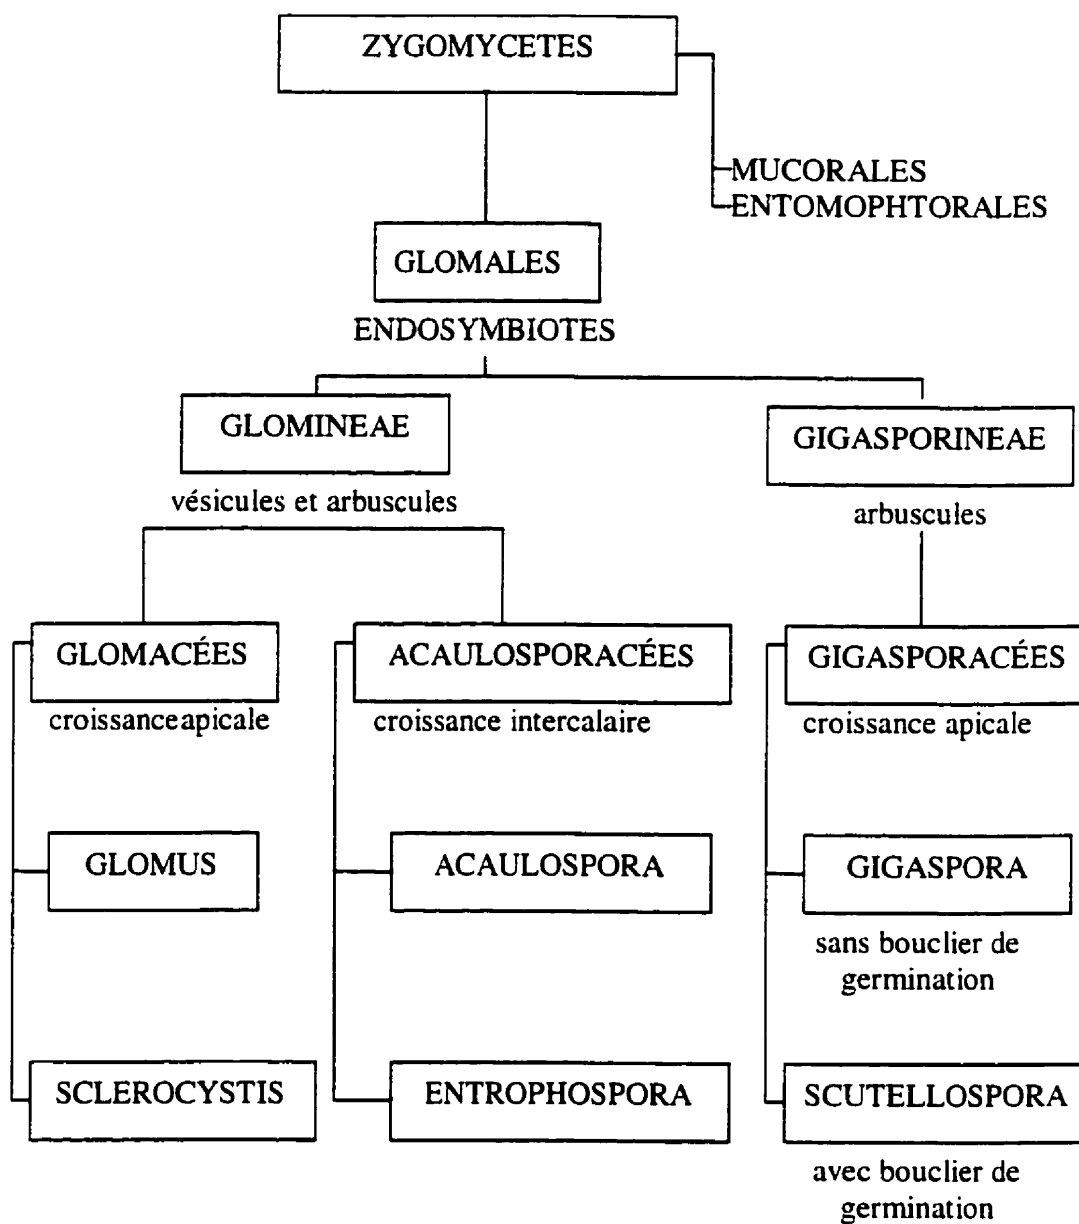 ZYGOMYCETES
MUCORALES
ENTOMOPHTORALES
GLOMALES
ENDOSYMBIOTES
GLOMINEAE
GIGASPORINEAE
vésicules et arbuscules
arbuscules
GLOMACÉES
ACAULOSPORACÉES
GIGASPORACÉES
croissanceapicale
croissance intercalaire
croissance apicale
GLOMUS
ACAULOSPORA
GIGASPORA
sans bouclier de
germination
SCLEROCYSTIS
ENTROPHOSPORA
SCUTELLOSPORA
avec bouclier de
germination